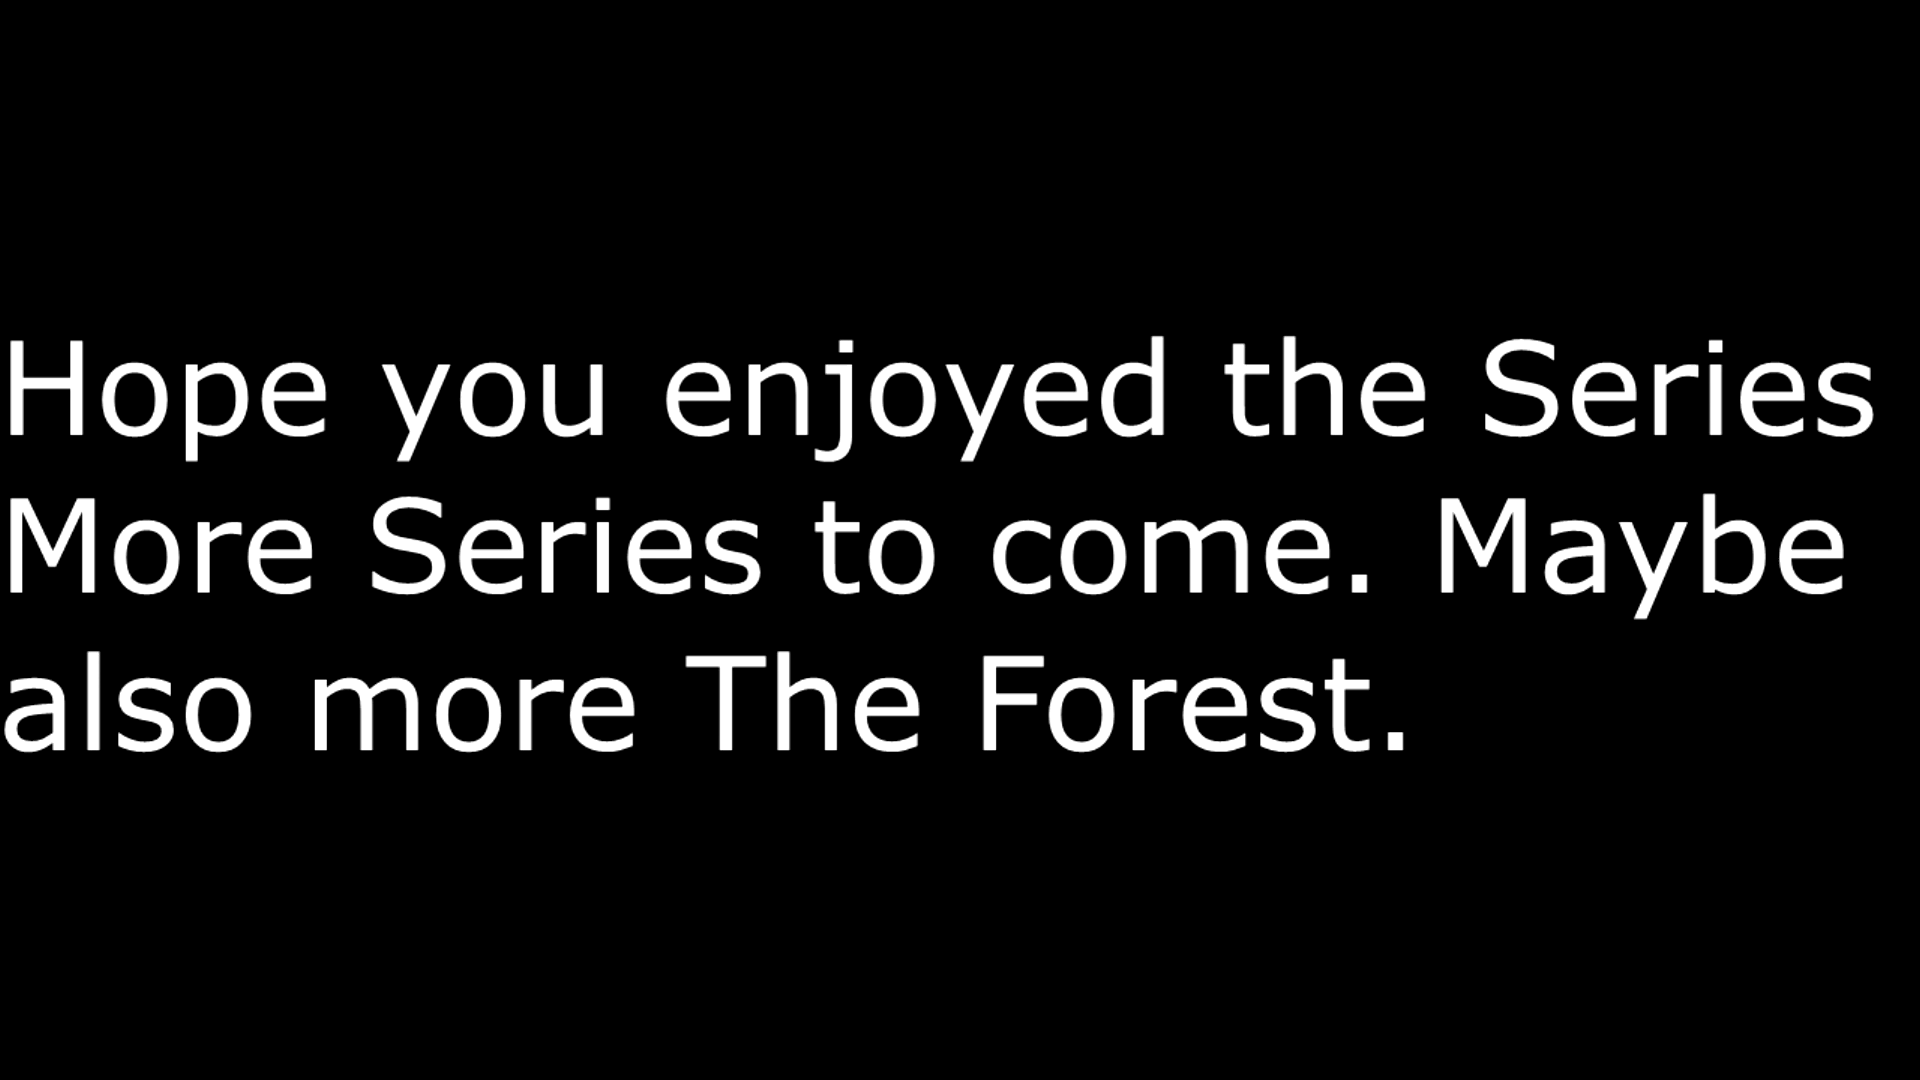 Hope you enjoyed the Series
More Series to come. Maybe
also more The Forest.